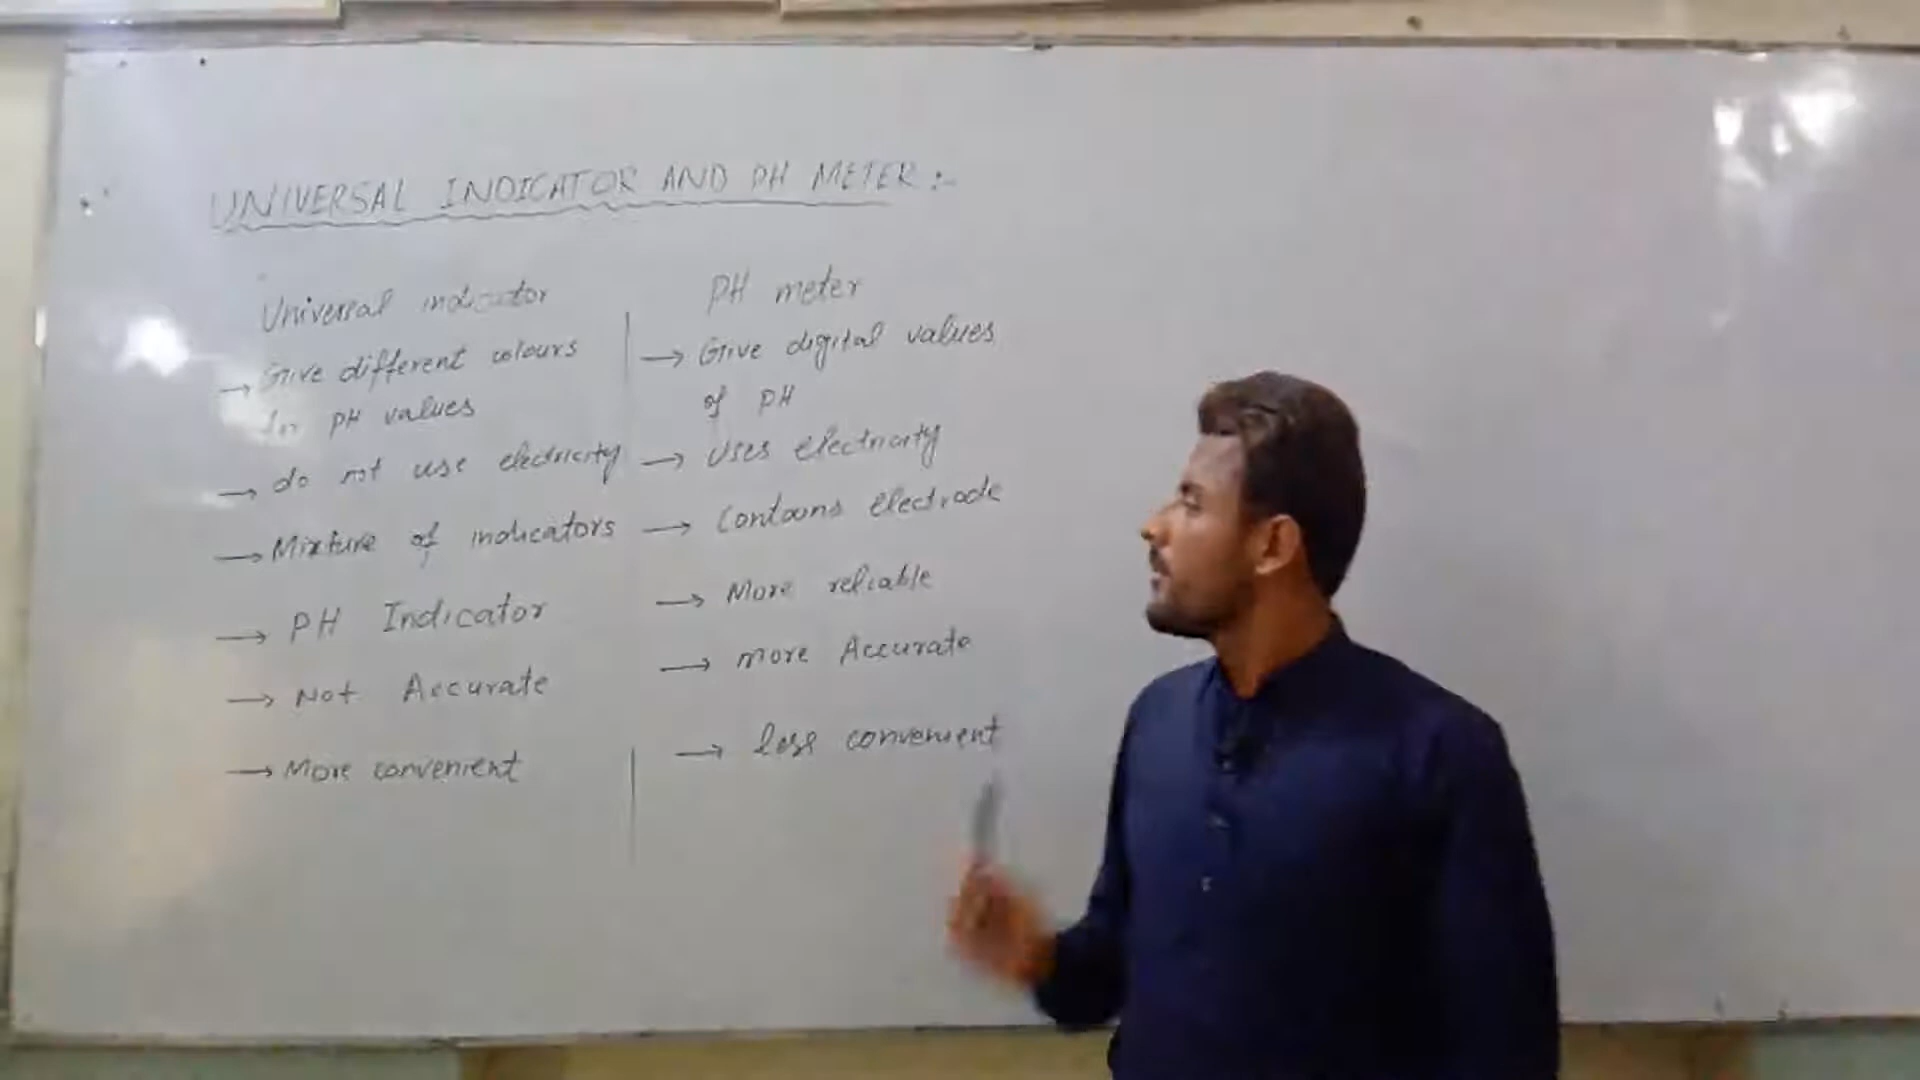 UNIVERSAL INDICATOR AND PH METER :-
Universal indicator
→ Give different colours
for PH values
→ do not use electricity
→ Mixture of indicators
→ PH Indicator
→ Not Accurate
→ More convenient
PH meter
→ Give digital values
of PH
→ Uses electricity
→ Contains electrode
→ More reliable
→ more Accurate
→ less convenient